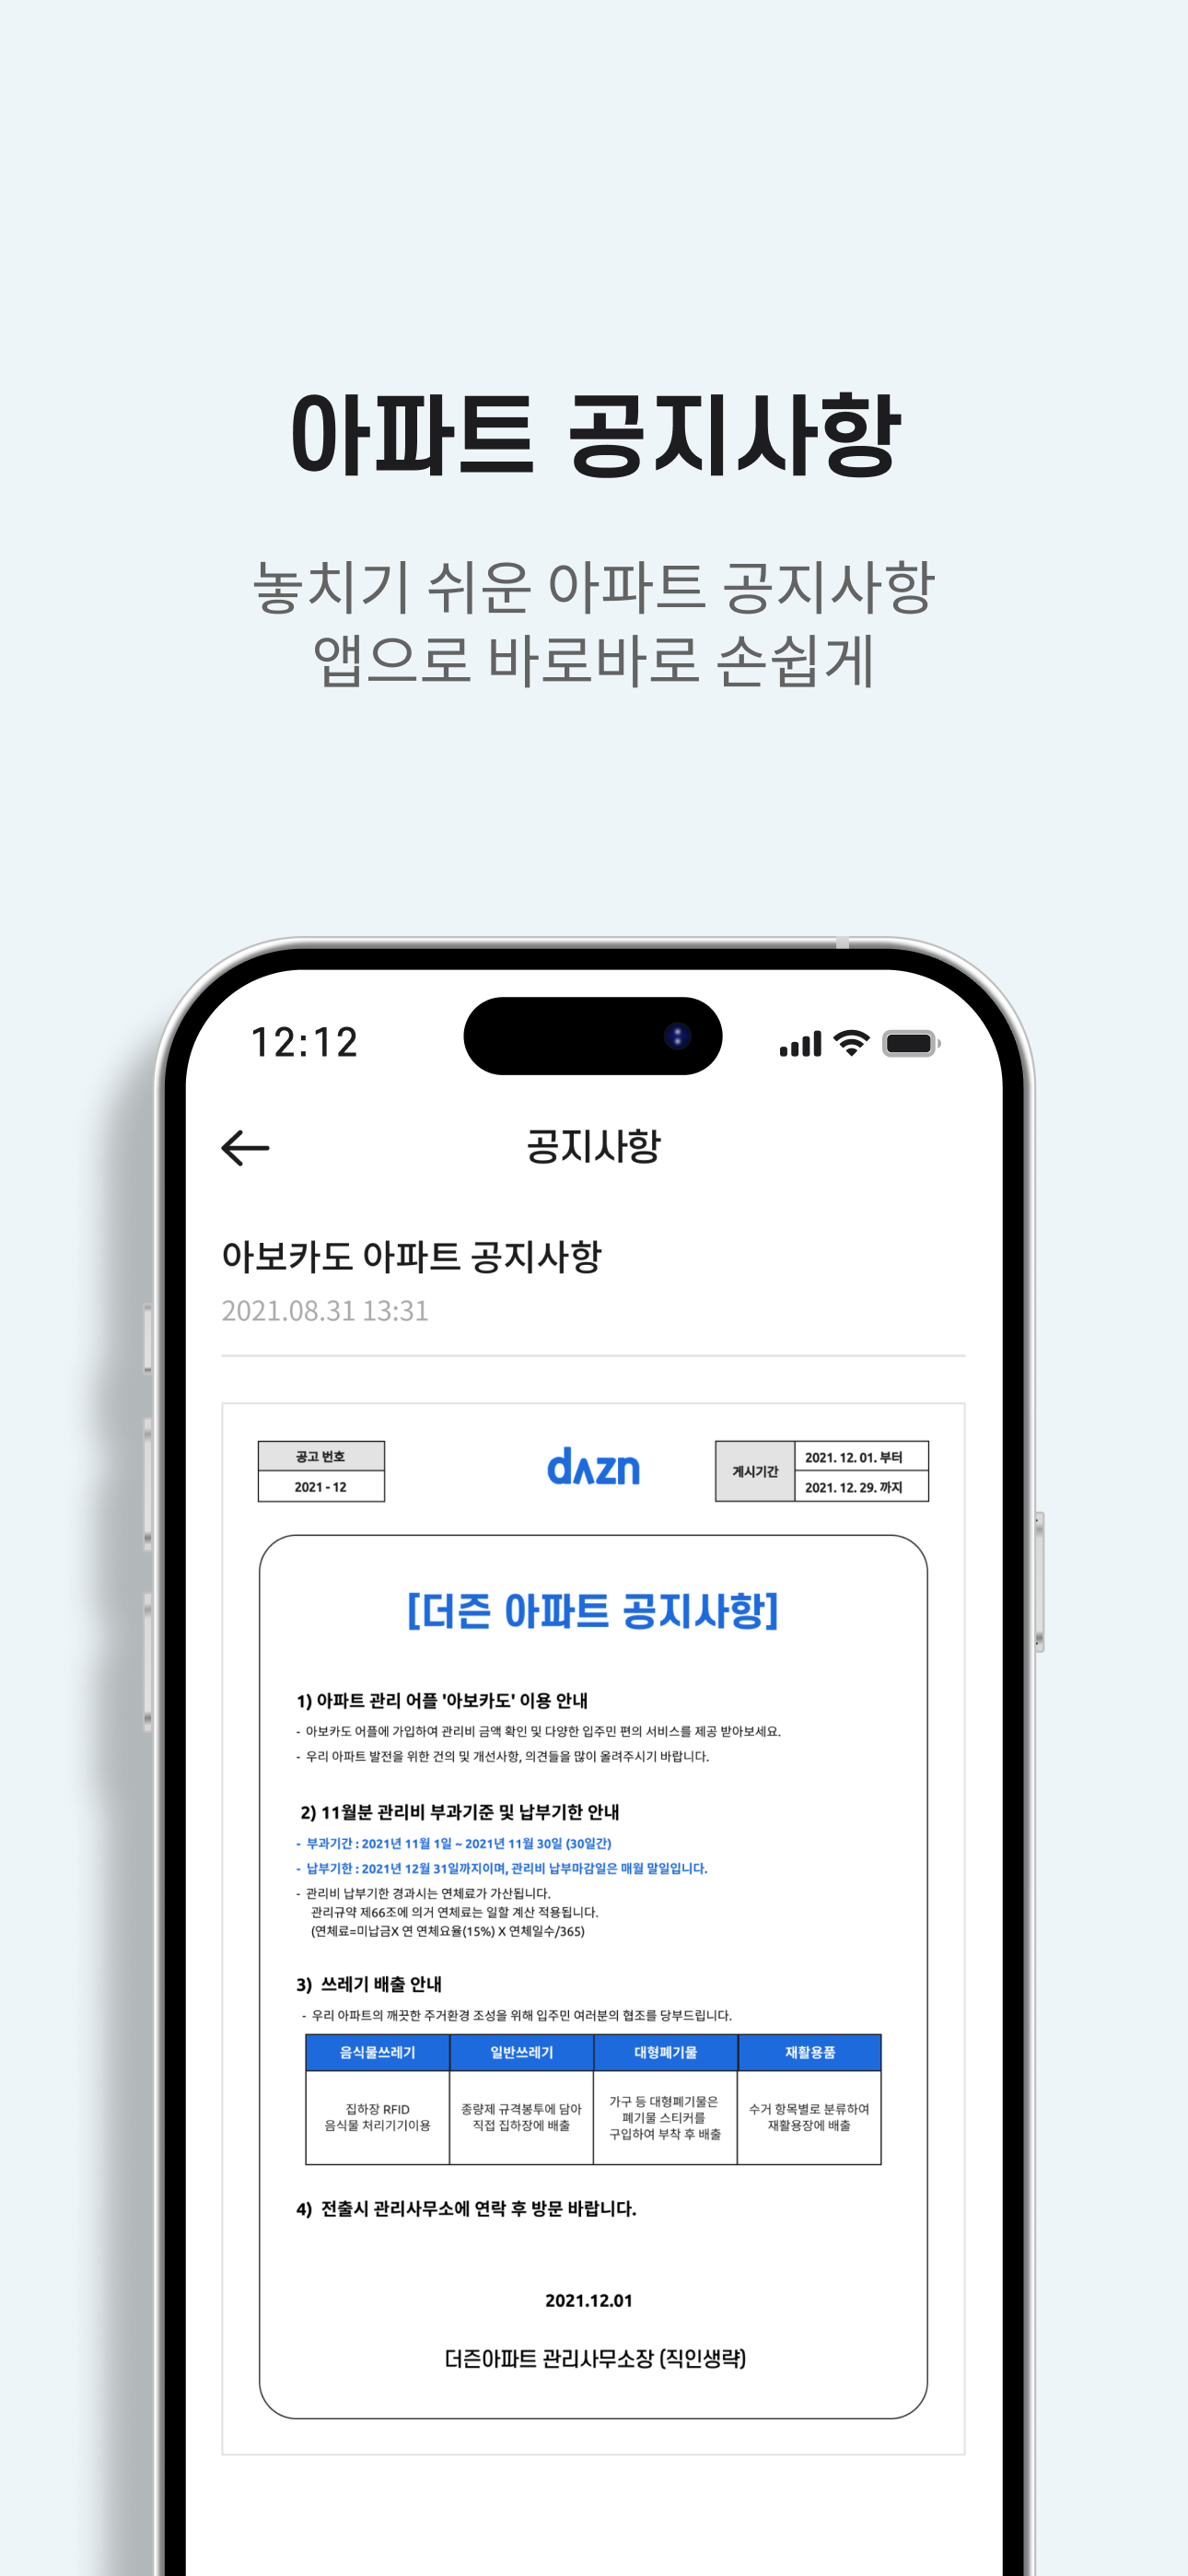 아파트 공지사항
놓치기 쉬운 아파트 공지사항
앱으로 바로바로 손쉽게
12:12
공지사항
아보카도 아파트 공지사항
2021.08.31 13:31
공고 번호
2021 - 12
dazn
게시기간
2021. 12. 01. 부터
2021. 12. 29. 까지
[더즌 아파트 공지사항]
1) 아파트 관리 어플 '아보카도' 이용 안내
- 아보카도 어플에 가입하여 관리비 금액 확인 및 다양한 입주민 편의 서비스를 제공 받아보세요.
- 우리 아파트 발전을 위한 건의 및 개선사항, 의견들을 많이 올려주시기 바랍니다.
2) 11월분 관리비 부과기준 및 납부기한 안내
- 부과기간 : 2021년 11월 1일 ~ 2021년 11월 30일 (30일간)
- 납부기한 : 2021년 12월 31일까지이며, 관리비 납부마감일은 매월 말일입니다.
- 관리비 납부기한 경과시는 연체료가 가산됩니다.
관리규약 제66조에 의거 연체료는 일할 계산 적용됩니다.
(연체료=미납금X 연 연체요율(15%) X 연체일수/365)
3) 쓰레기 배출 안내
- 우리 아파트의 깨끗한 주거환경 조성을 위해 입주민 여러분의 협조를 당부드립니다.
음식물쓰레기
일반쓰레기
대형폐기물
재활용품
집하장 RFID
음식물 처리기기이용
종량제 규격봉투에 담아
직접 집하장에 배출
가구 등 대형폐기물은
폐기물 스티커를
구입하여 부착 후 배출
수거 항목별로 분류하여
재활용장에 배출
4) 전출시 관리사무소에 연락 후 방문 바랍니다.
2021.12.01
더즌아파트 관리사무소장 (직인생략)